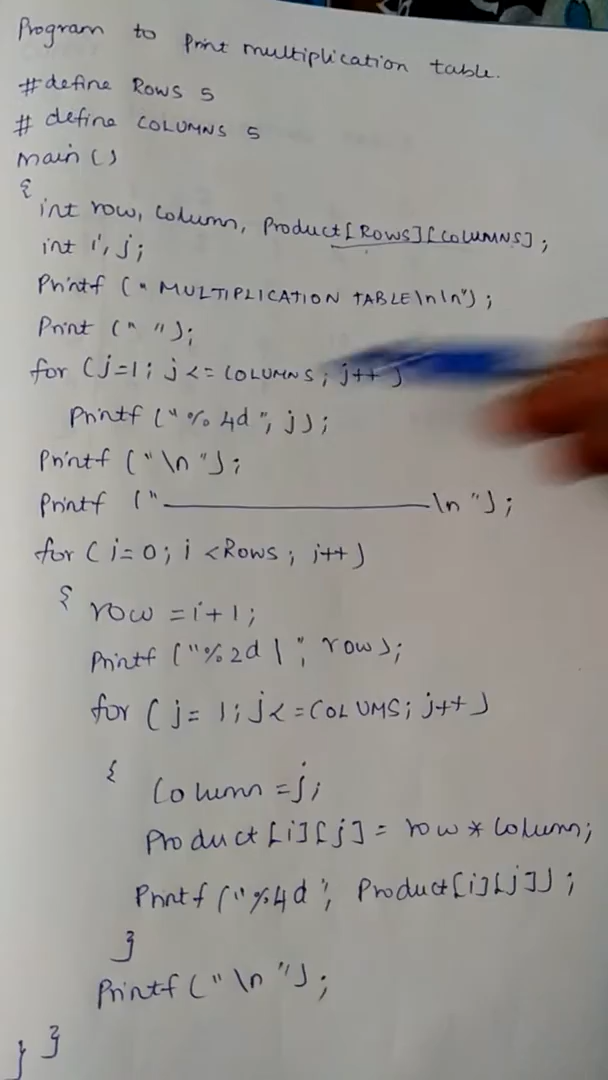 Program to Print multiplication table.
#define ROWS 5
# define COLUMNS 5
main ()
{
int row, Column, Product[ROWS][COLUMNS];
int i, j;
Printf (" MULTIPLICATION TABLE\n\n");
Print (" ");
for (j=1; j<= COLUMNS; j++)
Printf ("%4d", j);
Printf ("\n");
Printf ("——————————\n");
for (i=0; i <ROWS; i++)
{ row = i+1;
Printf ("%2d |", row);
for (j= 1; j<=COLUMS; j++)
{ Column = j;
Product[i][j] = row * Column;
Printf ("%4d", Product[i][j]);
}
Printf("\n");
} }